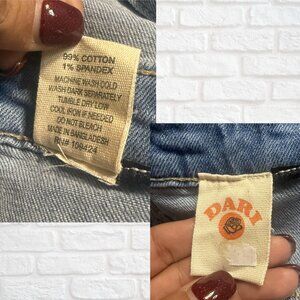 99% COTTON
1% SPANDEX
MACHINE WASH COLD
WASH DARK SEPARATELY
TUMBLE DRY LOW
COOL IRON IF NEEDED
DO NOT BLEACH
MADE IN BANGLADESH
RN# 109424
DARI